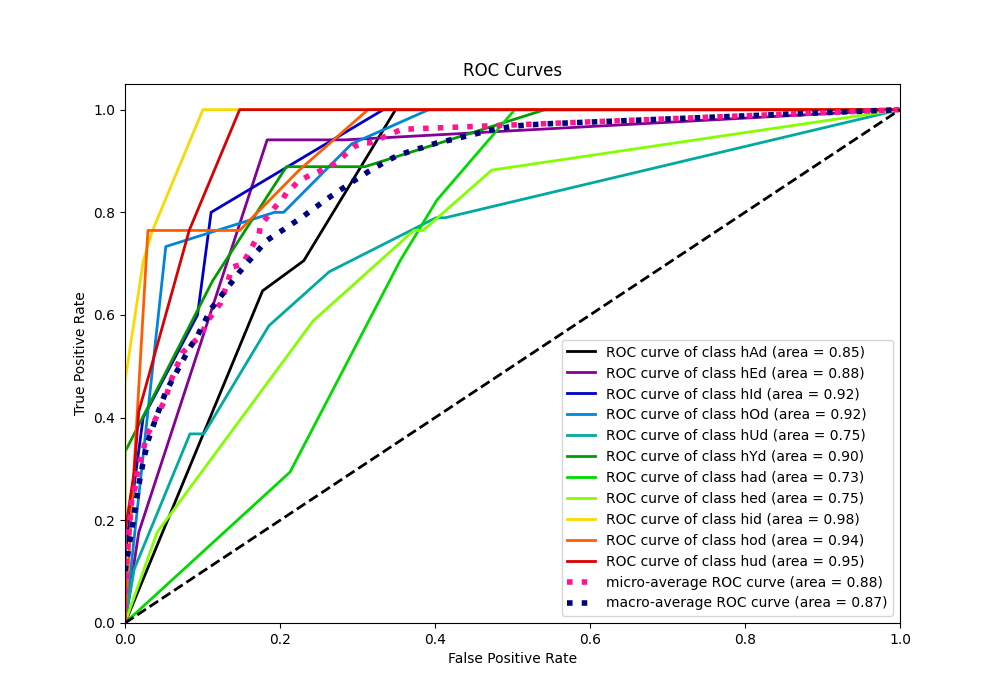 ROC Curves
True Positive Rate
1.0
0.8
0.6
0.4
0.2
0.0
ROC curve of class hAd (area = 0.85)
ROC curve of class hEd (area = 0.88)
ROC curve of class hId (area = 0.92)
ROC curve of class hOd (area = 0.92)
ROC curve of class hUd (area = 0.75)
ROC curve of class hYd (area = 0.90)
ROC curve of class had (area = 0.73)
ROC curve of class hed (area = 0.75)
ROC curve of class hid (area = 0.98)
ROC curve of class hod (area = 0.94)
ROC curve of class hud (area = 0.95)
micro-average ROC curve (area = 0.88)
macro-average ROC curve (area = 0.87)
0.0 0.2 0.4 0.6 0.8 1.0
False Positive Rate